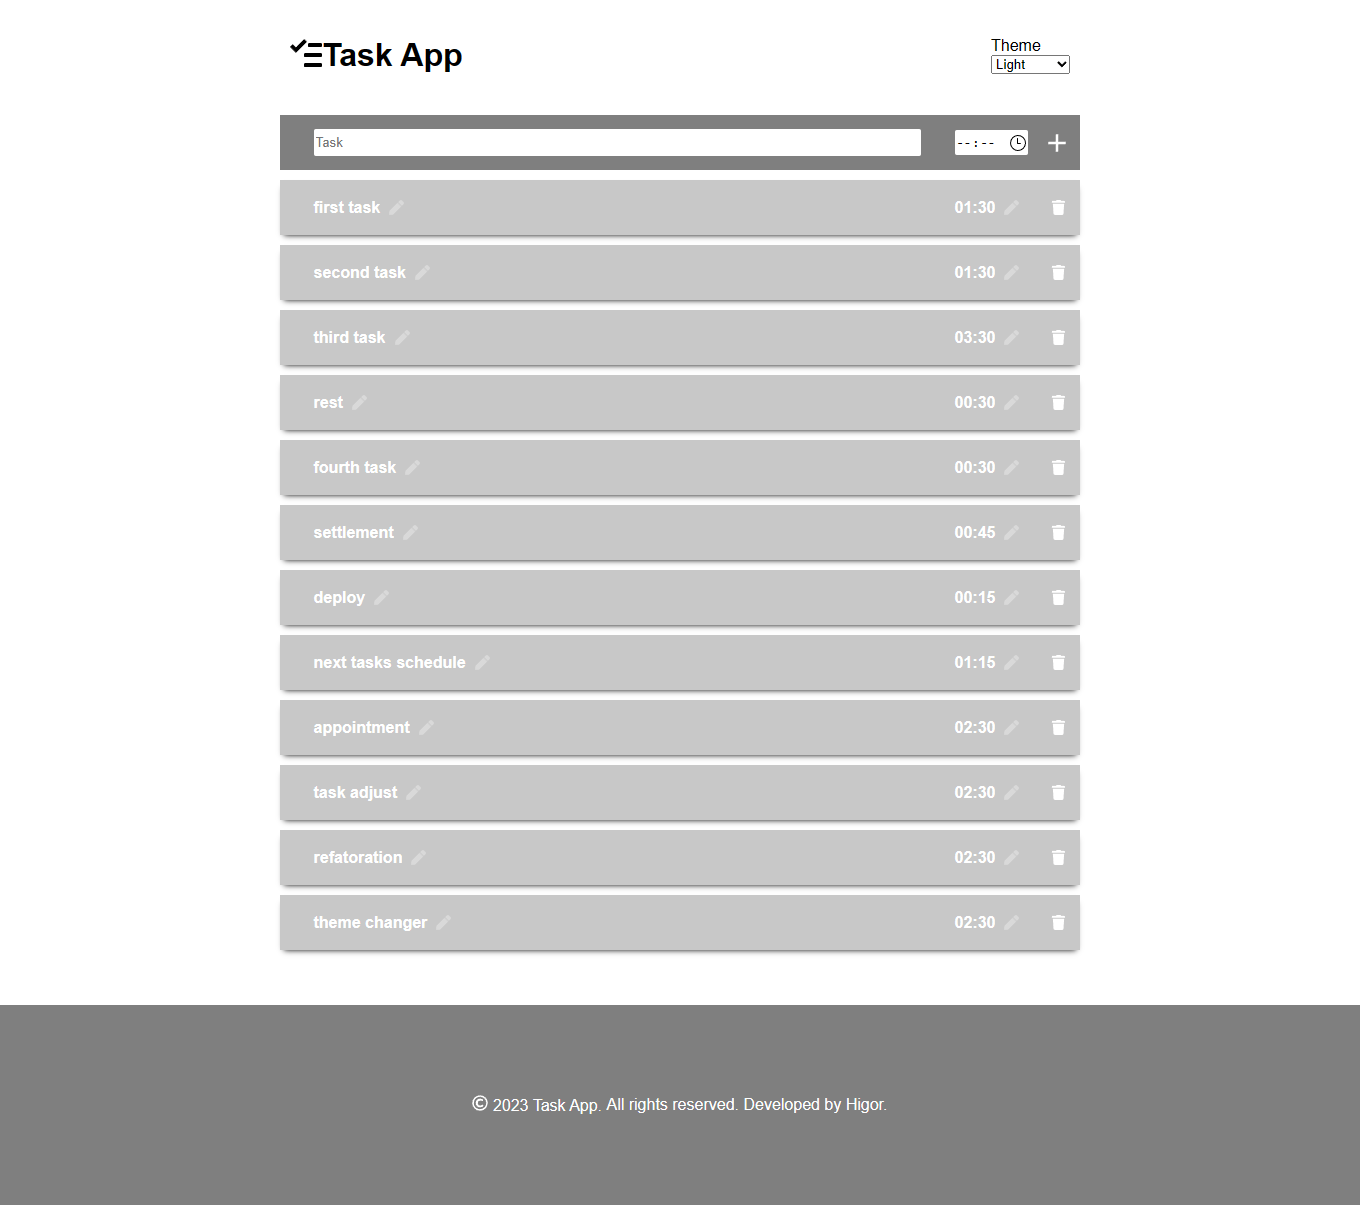 Task App
Theme
Light
Task
--:--
first task 01:30
second task 01:30
third task 03:30
rest 00:30
fourth task 00:30
settlement 00:45
deploy 00:15
next tasks schedule 01:15
appointment 02:30
task adjust 02:30
refatoration 02:30
theme changer 02:30
© 2023 Task App. All rights reserved. Developed by Higor.